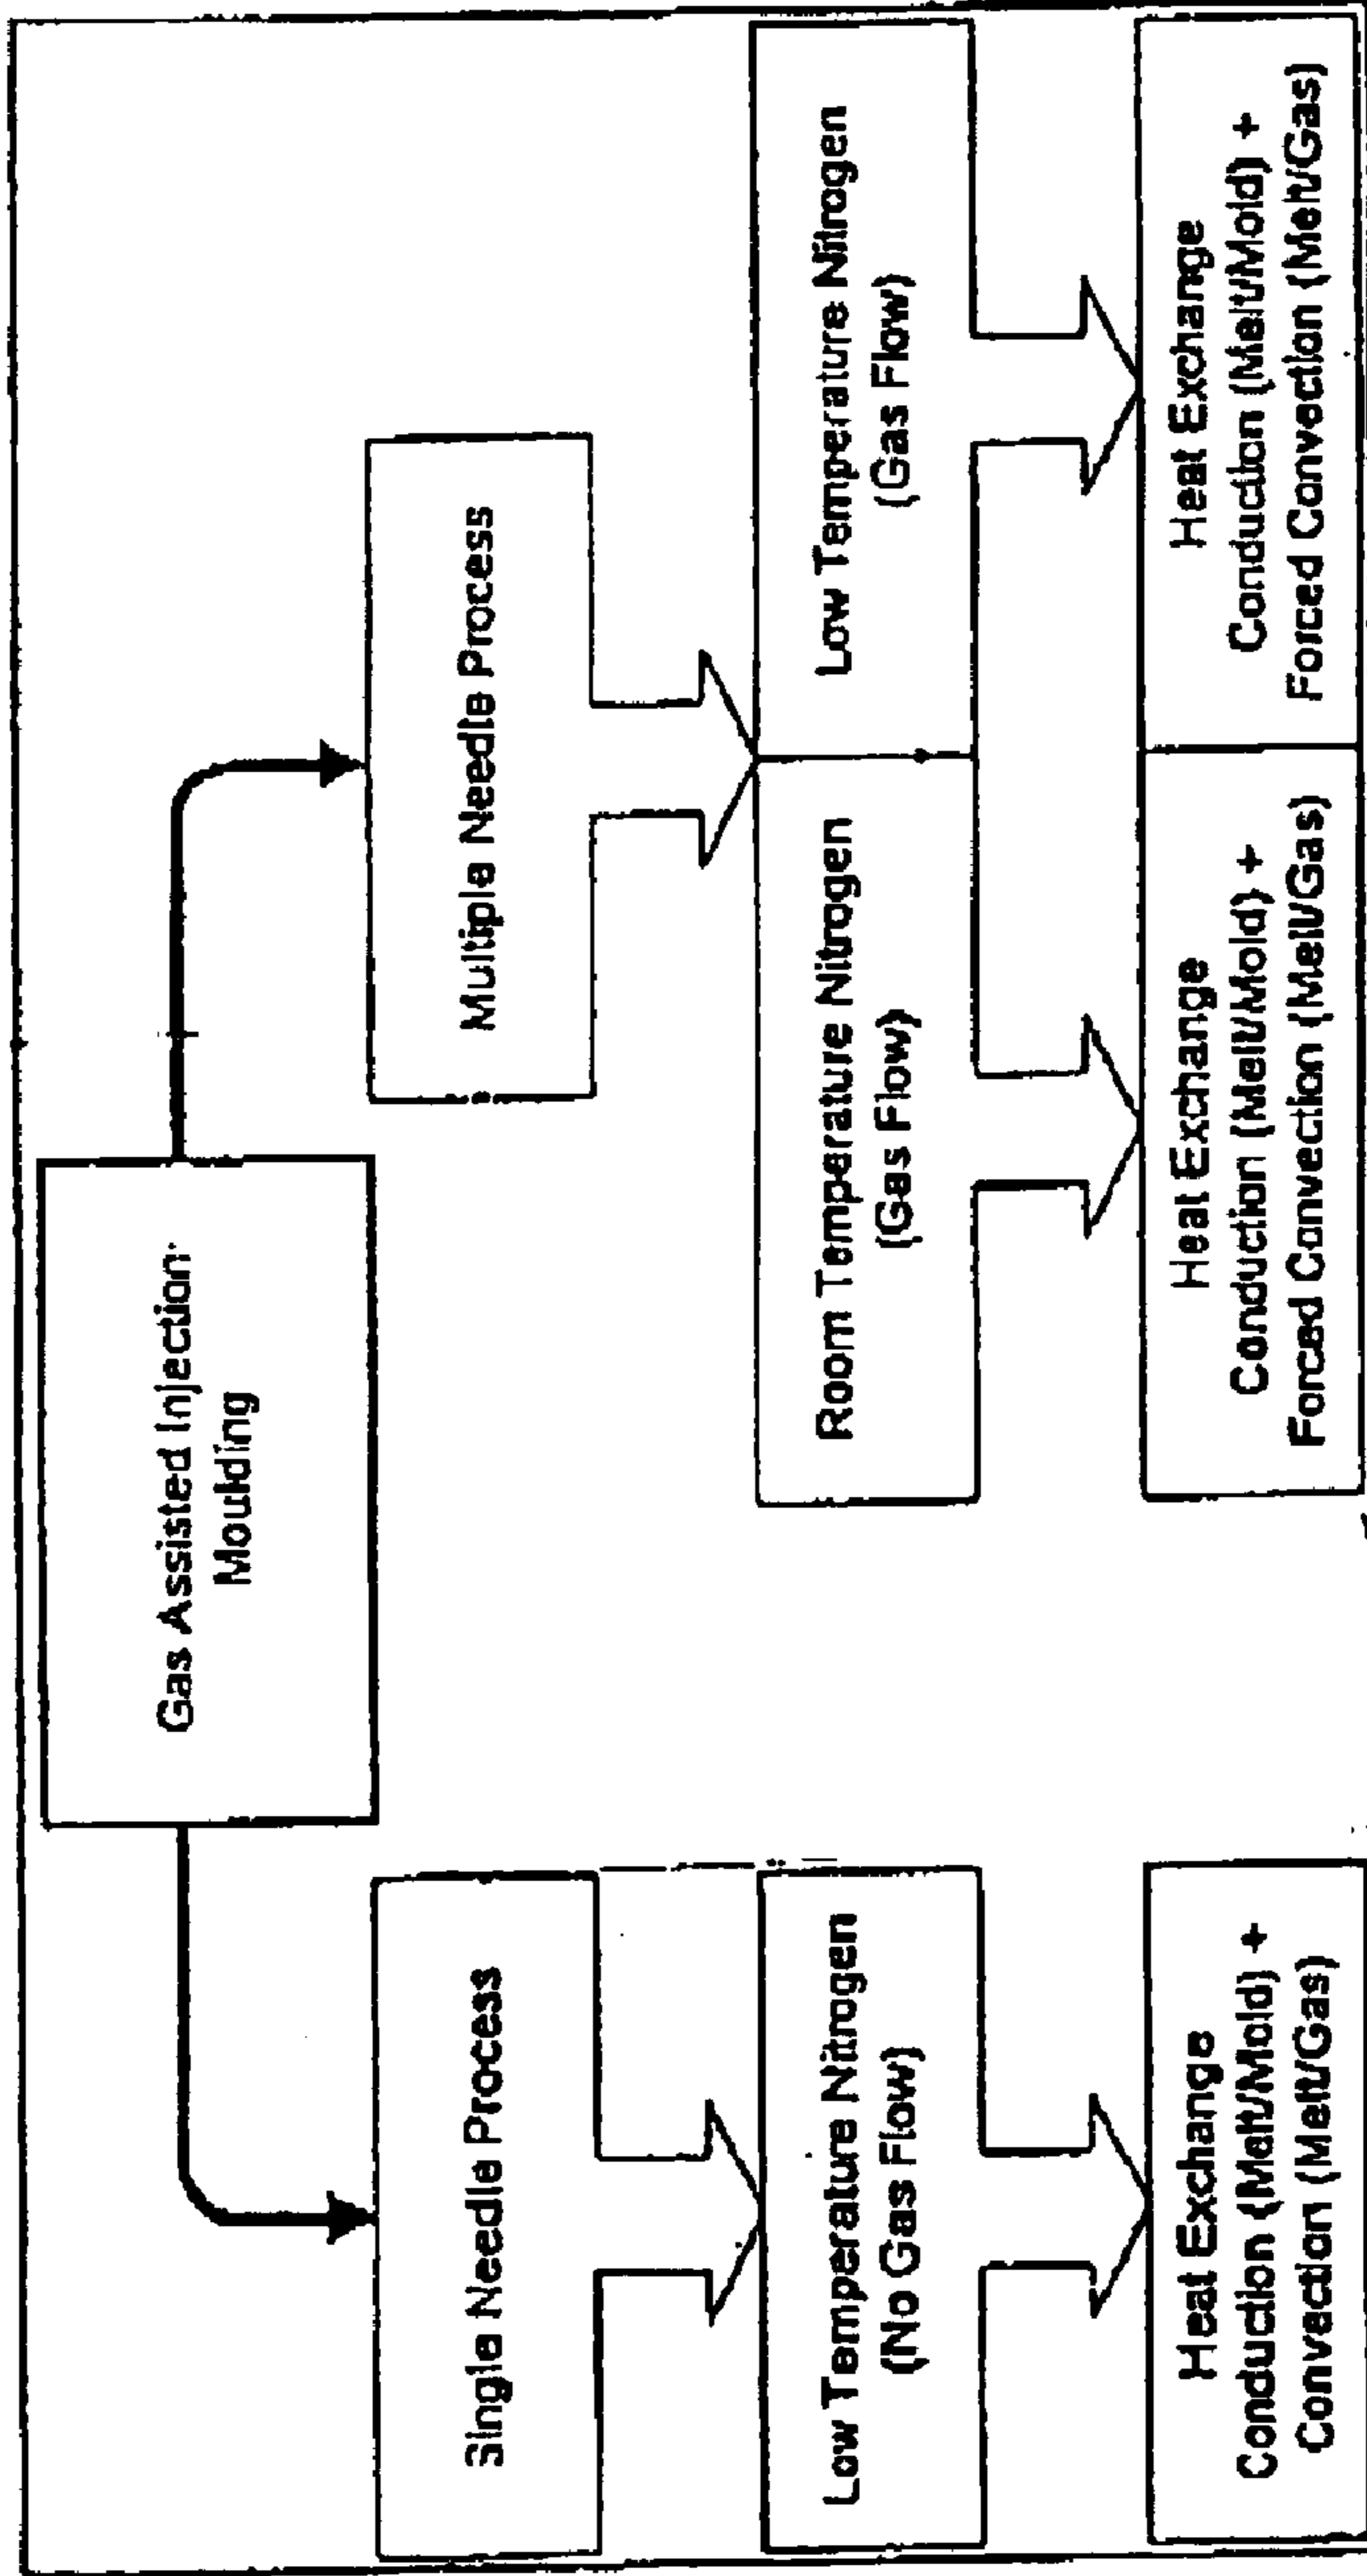 Gas Assisted Injection
Moulding
Single Needle Process
Multiple Needle Process
Low Temperature Nitrogen
(No Gas Flow)
Room Temperature Nitrogen
(Gas Flow)
Low Temperature Nitrogen
(Gas Flow)
Heat Exchange
Conduction (Melt/Mold) +
Convection (Melt/Gas)
Heat Exchange
Conduction (Melt/Mold) +
Forced Convection (Melt/Gas)
Heat Exchange
Conduction (Melt/Mold) +
Forced Convection (Melt/Gas)